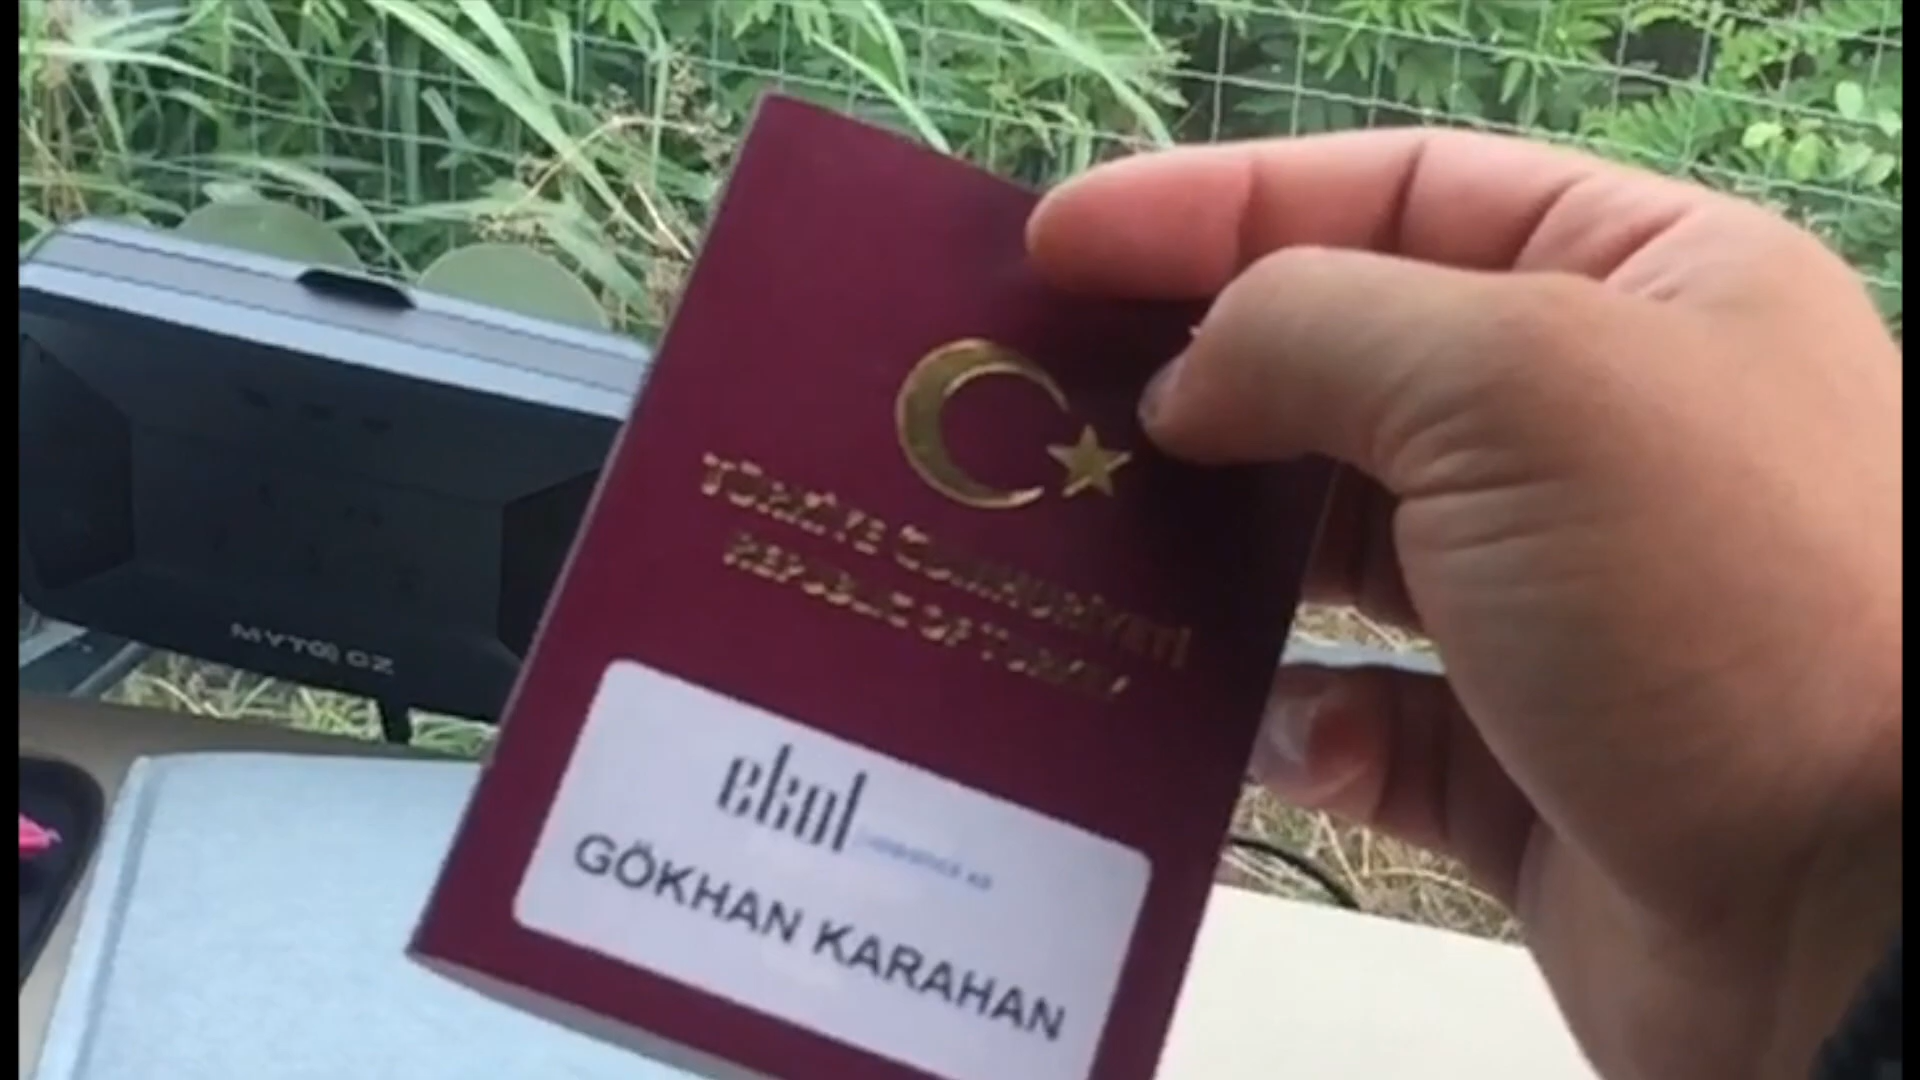 TÜRKİYE CUMHURİYETİ
REPUBLIC OF TURKEY
ekol
GÖKHAN KARAHAN